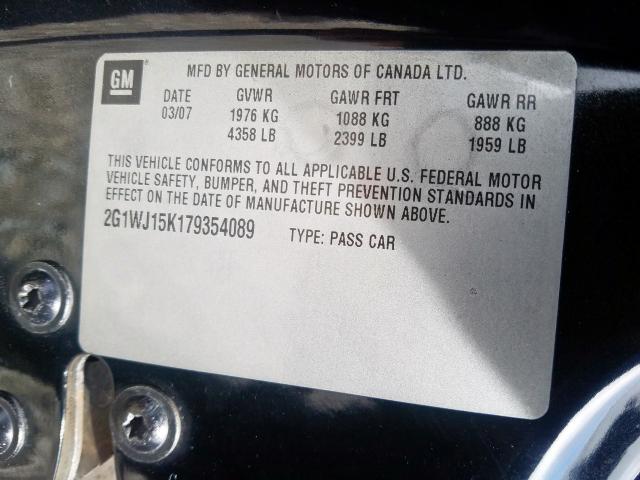 GM MFD BY GENERAL MOTORS OF CANADA LTD.
DATE GVWR GAWR FRT GAWR RR
03/07 1976 KG 1088 KG 888 KG
4358 LB 2399 LB 1959 LB
THIS VEHICLE CONFORMS TO ALL APPLICABLE U.S. FEDERAL MOTOR
VEHICLE SAFETY, BUMPER, AND THEFT PREVENTION STANDARDS IN
EFFECT ON THE DATE OF MANUFACTURE SHOWN ABOVE.
2G1WJ15K179354089 TYPE: PASS CAR